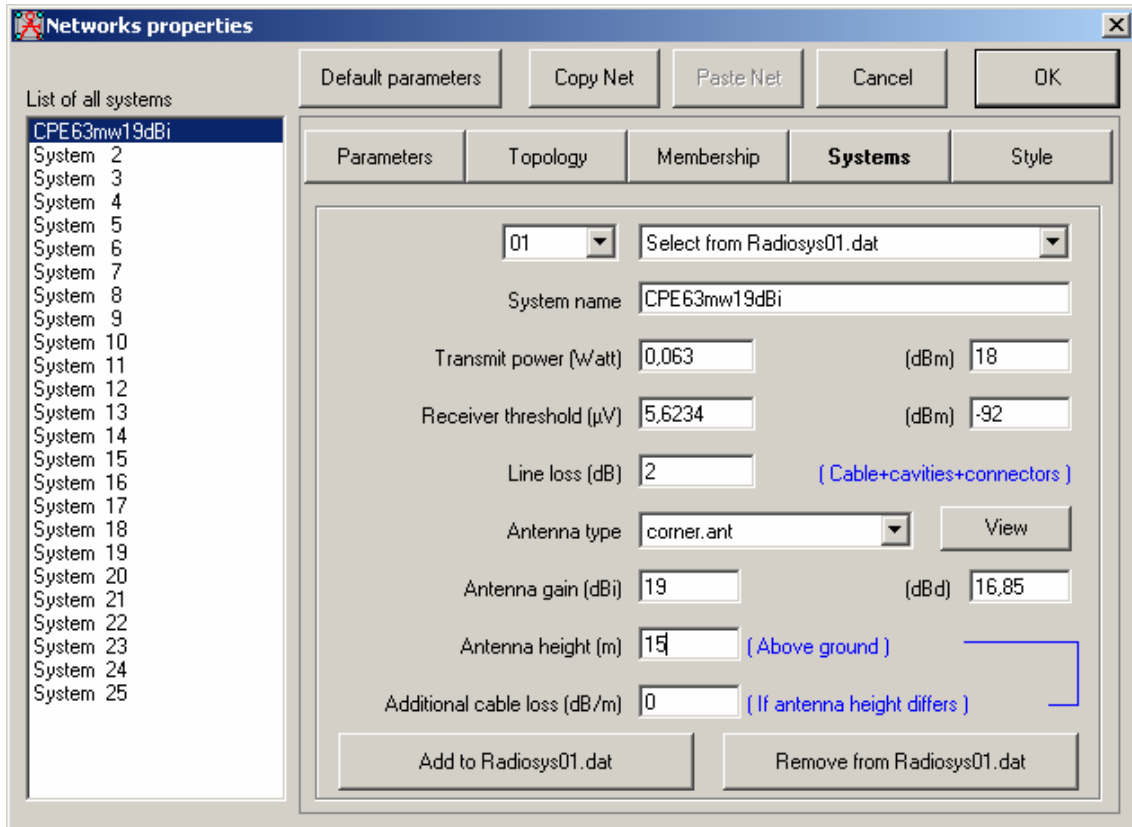 Networks properties
Default parameters
Copy Net
Paste Net
Cancel
OK
List of all systems
CPE63mw19dBi
System 2
System 3
System 4
System 5
System 6
System 7
System 8
System 9
System 10
System 11
System 12
System 13
System 14
System 15
System 16
System 17
System 18
System 19
System 20
System 21
System 22
System 23
System 24
System 25
Parameters
Topology
Membership
Systems
Style
01
Select from Radiosys01.dat
System name CPE63mw19dBi
Transmit power (Watt) 0,063 (dBm) 18
Receiver threshold (µV) 5,6234 (dBm) -92
Line loss (dB) 2 ( Cable+cavities+connectors )
Antenna type corner.ant View
Antenna gain (dBi) 19 (dBd) 16,85
Antenna height (m) 15 ( Above ground )
Additional cable loss (dB/m) 0 ( If antenna height differs )
Add to Radiosys01.dat
Remove from Radiosys01.dat